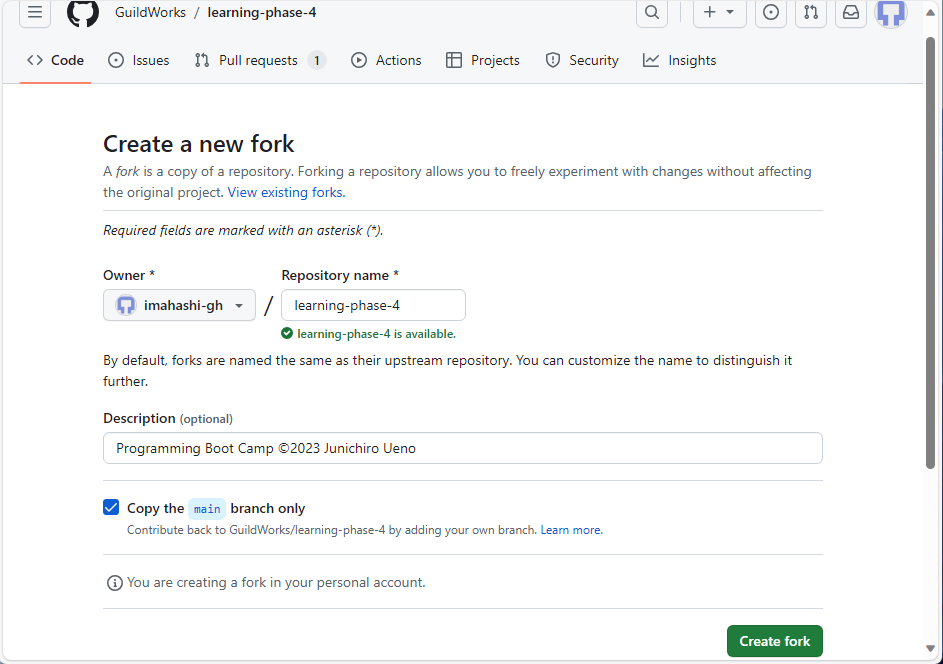 GuildWorks / learning-phase-4
Code Issues Pull requests 1 Actions Projects Security Insights
Create a new fork
A fork is a copy of a repository. Forking a repository allows you to freely experiment with changes without affecting
the original project. View existing forks.
Required fields are marked with an asterisk (*).
Owner * Repository name *
imahashi-gh / learning-phase-4
learning-phase-4 is available.
By default, forks are named the same as their upstream repository. You can customize the name to distinguish it
further.
Description (optional)
Programming Boot Camp ©2023 Junichiro Ueno
Copy the main branch only
Contribute back to GuildWorks/learning-phase-4 by adding your own branch. Learn more.
You are creating a fork in your personal account.
Create fork